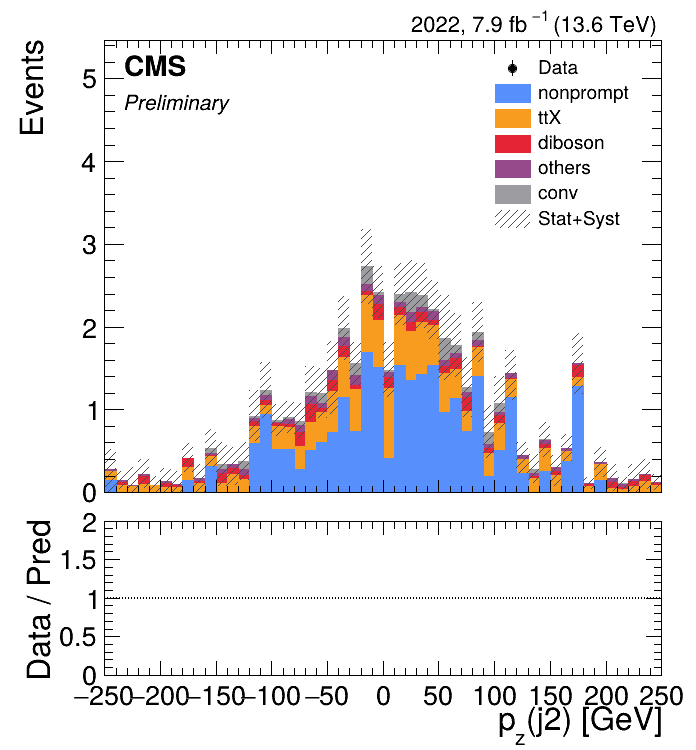 2022, 7.9 fb⁻¹ (13.6 TeV)
Events
CMS
Preliminary
Data
nonprompt
ttX
diboson
others
conv
Stat+Syst
5
4
3
2
1
0
Data / Pred
2
1.5
1
0.5
0
−250 −200 −150 −100 −50 0 50 100 150 200 250
p_z(j2) [GeV]